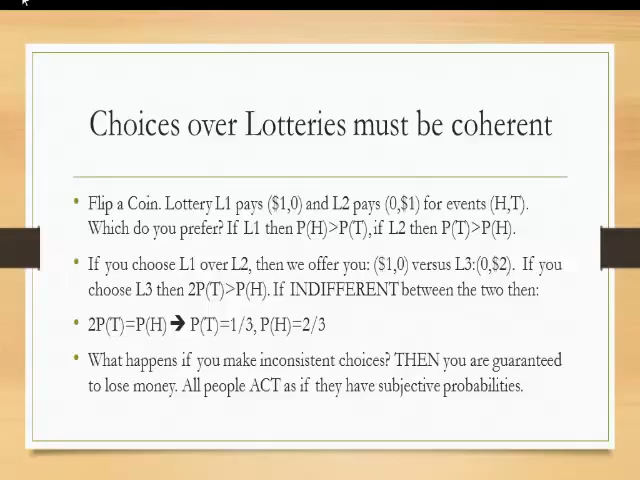 Choices over Lotteries must be coherent
• Flip a Coin. Lottery L1 pays ($1,0) and L2 pays (0,$1) for events (H,T).
Which do you prefer? If L1 then P(H)>P(T), if L2 then P(T)>P(H).
• If you choose L1 over L2, then we offer you: ($1,0) versus L3:(0,$2). If you
choose L3 then 2P(T)>P(H). If INDIFFERENT between the two then:
• 2P(T)=P(H) ➔ P(T)=1/3, P(H)=2/3
• What happens if you make inconsistent choices? THEN you are guaranteed
to lose money. All people ACT as if they have subjective probabilities.